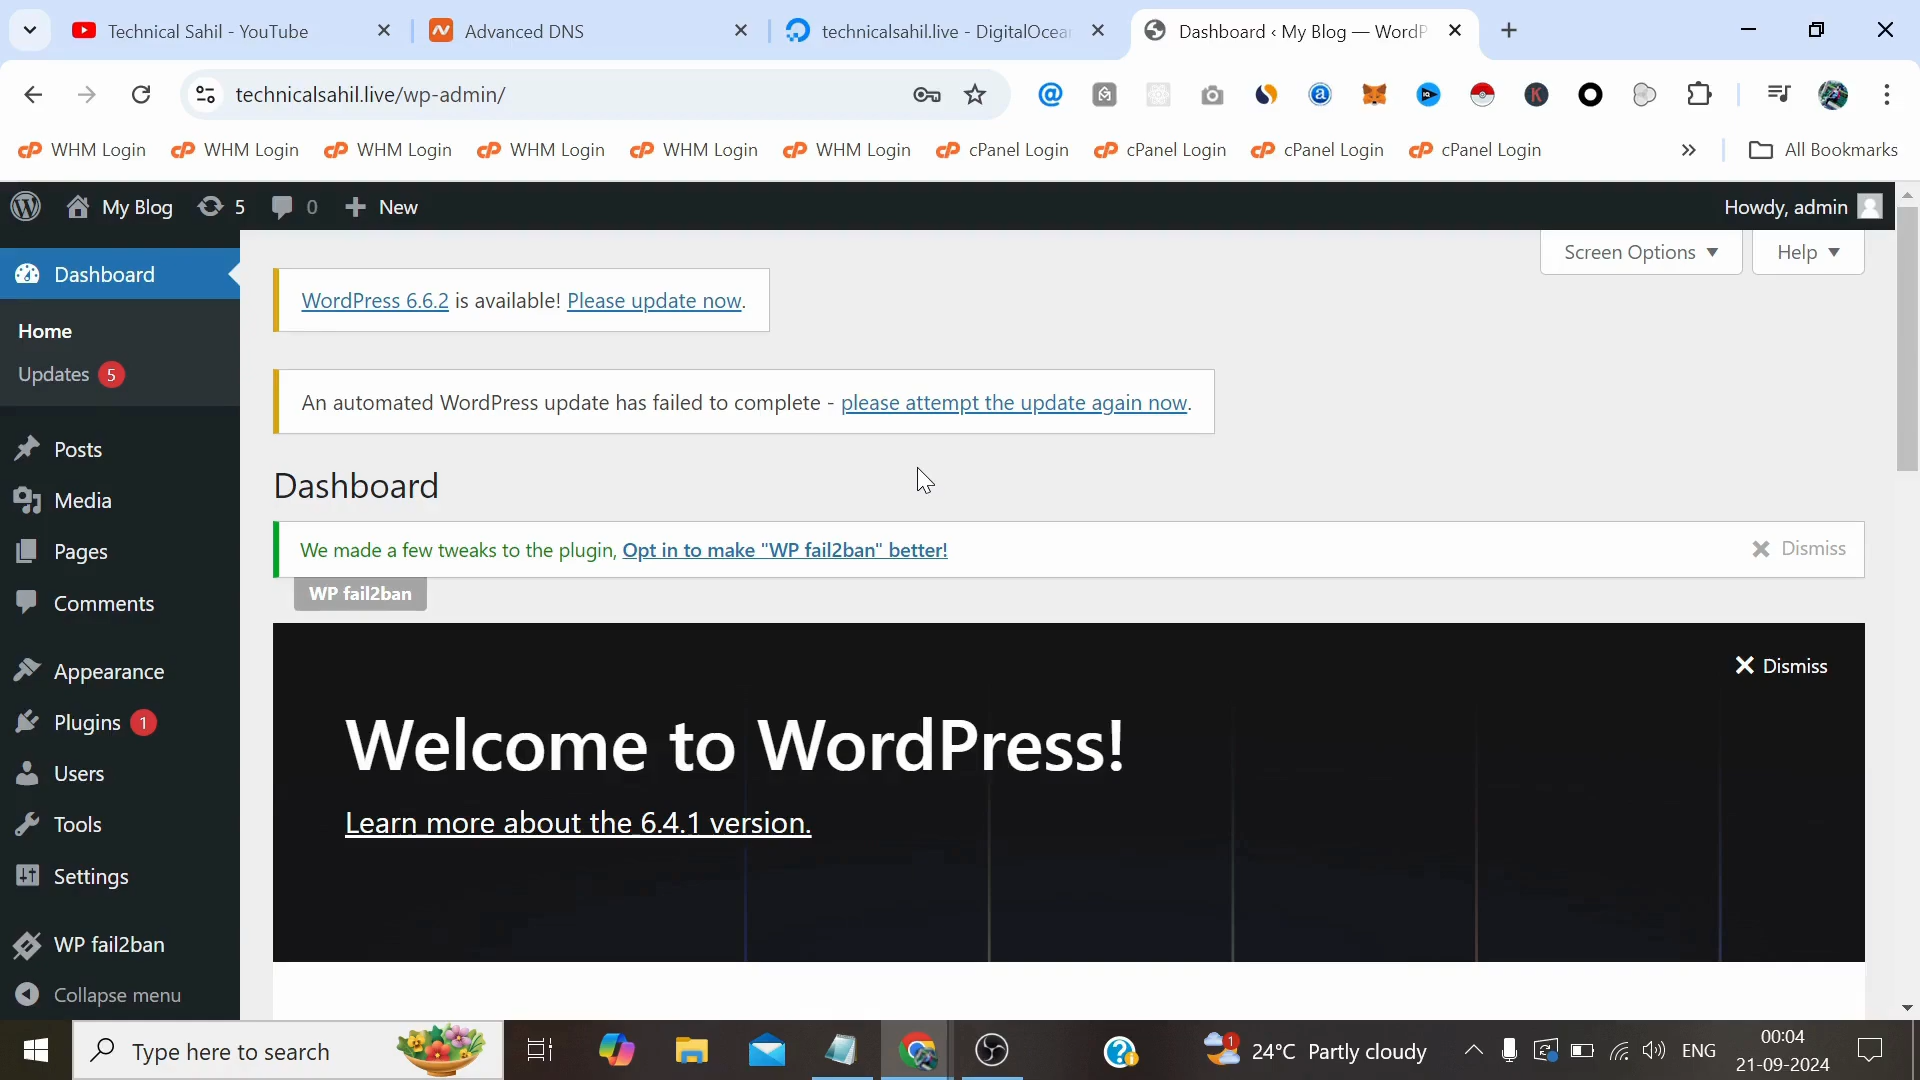 Technical Sahil - YouTube
Advanced DNS
technicalsahil.live - DigitalOcea
Dashboard ‹ My Blog — WordP
technicalsahil.live/wp-admin/
WHM Login
WHM Login
WHM Login
WHM Login
WHM Login
WHM Login
cPanel Login
cPanel Login
cPanel Login
cPanel Login
»
All Bookmarks
My Blog
5
0
New
Howdy, admin
Screen Options
Help
Dashboard
Home
Updates 5
Posts
Media
Pages
Comments
Appearance
Plugins 1
Users
Tools
Settings
WP fail2ban
Collapse menu
WordPress 6.6.2 is available! Please update now.
An automated WordPress update has failed to complete - please attempt the update again now.
Dashboard
We made a few tweaks to the plugin, Opt in to make "WP fail2ban" better!
Dismiss
WP fail2ban
Dismiss
Welcome to WordPress!
Learn more about the 6.4.1 version.
Type here to search
1
24°C Partly cloudy
ENG
00:04
21-09-2024